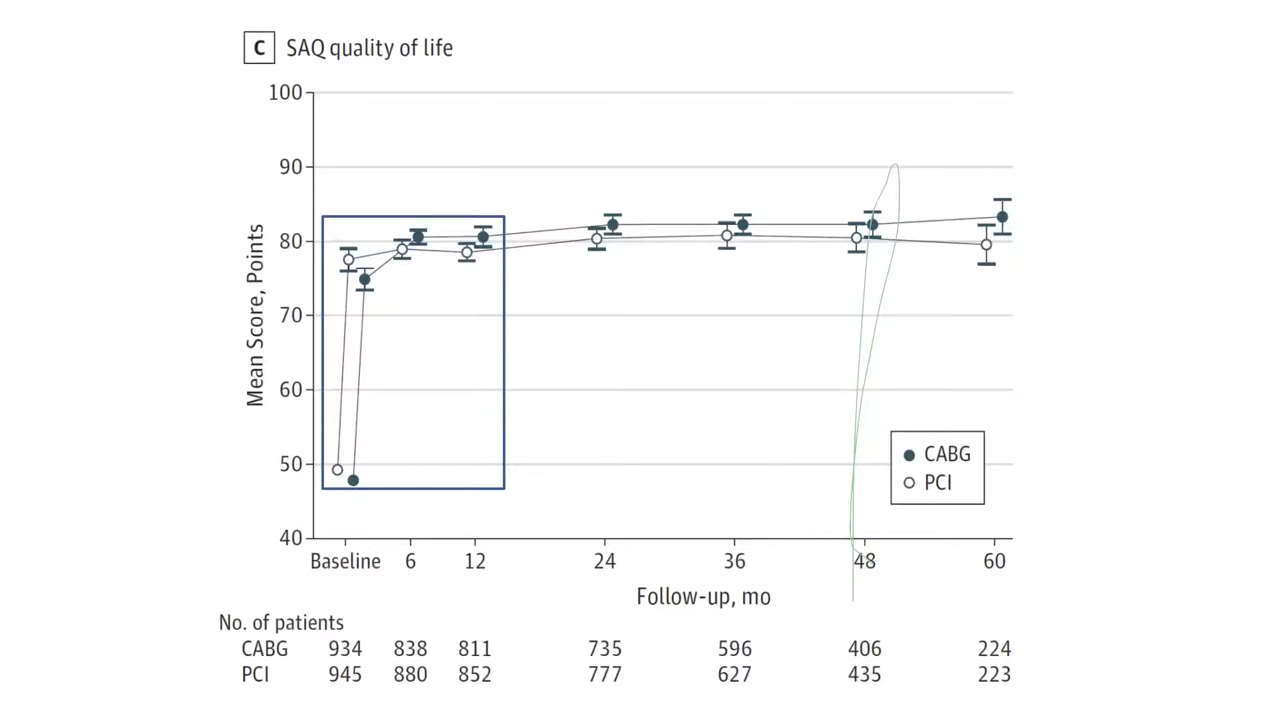 C SAQ quality of life
100
90
80
70
60
50
40
Mean Score, Points
CABG
PCI
Baseline 6 12 24 36 48 60
Follow-up, mo
No. of patients
CABG 934 838 811 735 596 406 224
PCI 945 880 852 777 627 435 223